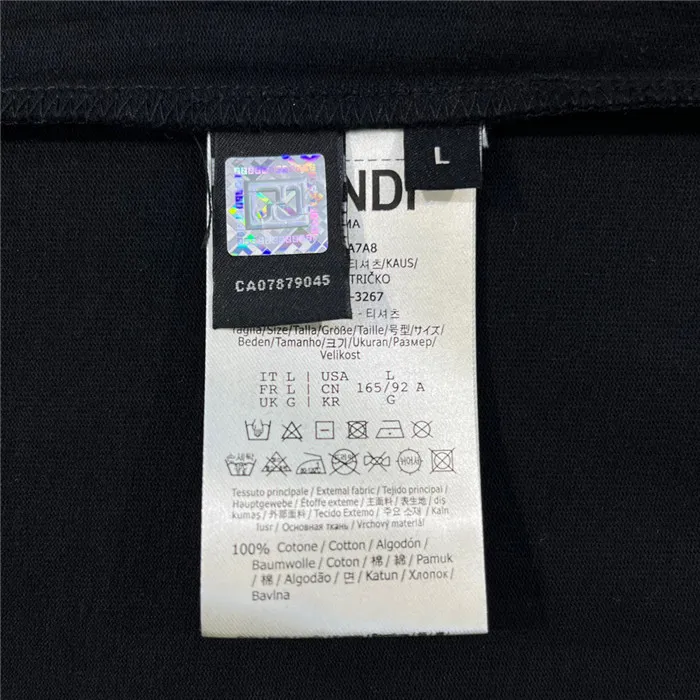 L
NDI
MA
CA07879045
A7A8
티셔츠/KAUS/
TRIČKO
-3267
- 티셔츠
Taglia/Size/Talla/Größe/Taille/号型/サイズ/
Beden/Tamanho/크기/Ukuran/Размер/
Velikost
IT L USA L
FR L CN 165/92 A
UK G KR G
Tessuto principale / External fabric / Tejido principal /
Hauptgewebe / Étoffe externe / 主面料 / 表生地 / dış
kumaş / 外部面料 / Tecido Externo / 주요 소재 / Kain
luar / Основная ткань / Vrchový materiál
100% Cotone / Cotton / Algodón /
Baumwolle / Coton / 棉 / 綿 / Pamuk
/ 棉 / Algodão / 면 / Katun / Хлопок /
Bavlna